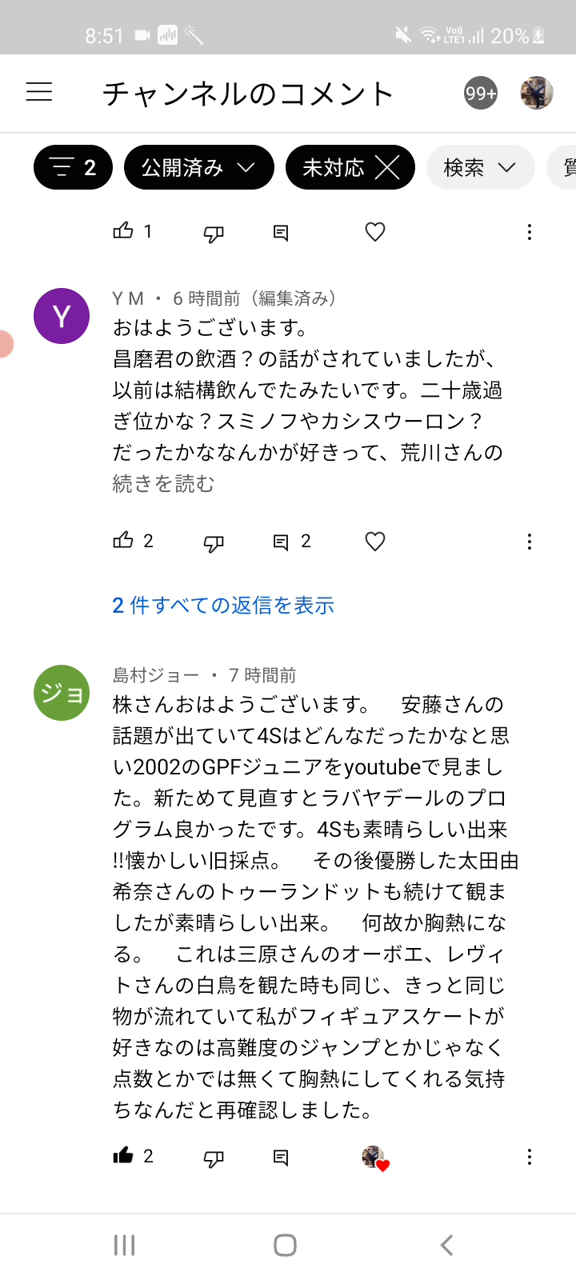 8:51 Vo) LTE1 20%
チャンネルのコメント 99+
2 公開済み 未対応 検索 質
1
Y
Y M ・ 6 時間前（編集済み）
おはようございます。
昌磨君の飲酒？の話がされていましたが、
以前は結構飲んでたみたいです。二十歳過
ぎ位かな？スミノフやカシスウーロン？
だったかななんかが好きって、荒川さんの
続きを読む
2 2
2 件すべての返信を表示
ジョ
島村ジョー ・ 7 時間前
株さんおはようございます。　安藤さんの
話題が出ていて4Sはどんなだったかなと思
い2002のGPFジュニアをyoutubeで見まし
た。新ためて見直すとラバヤデールのプロ
グラム良かったです。4Sも素晴らしい出来
!!懐かしい旧採点。　その後優勝した太田由
希奈さんのトゥーランドットも続けて観ま
したが素晴らしい出来。　何故か胸熱にな
る。　これは三原さんのオーボエ、レヴィ
トさんの白鳥を観た時も同じ、きっと同じ
物が流れていて私がフィギュアスケートが
好きなのは高難度のジャンプとかじゃなく
点数とかでは無くて胸熱にしてくれる気持
ちなんだと再確認しました。
2